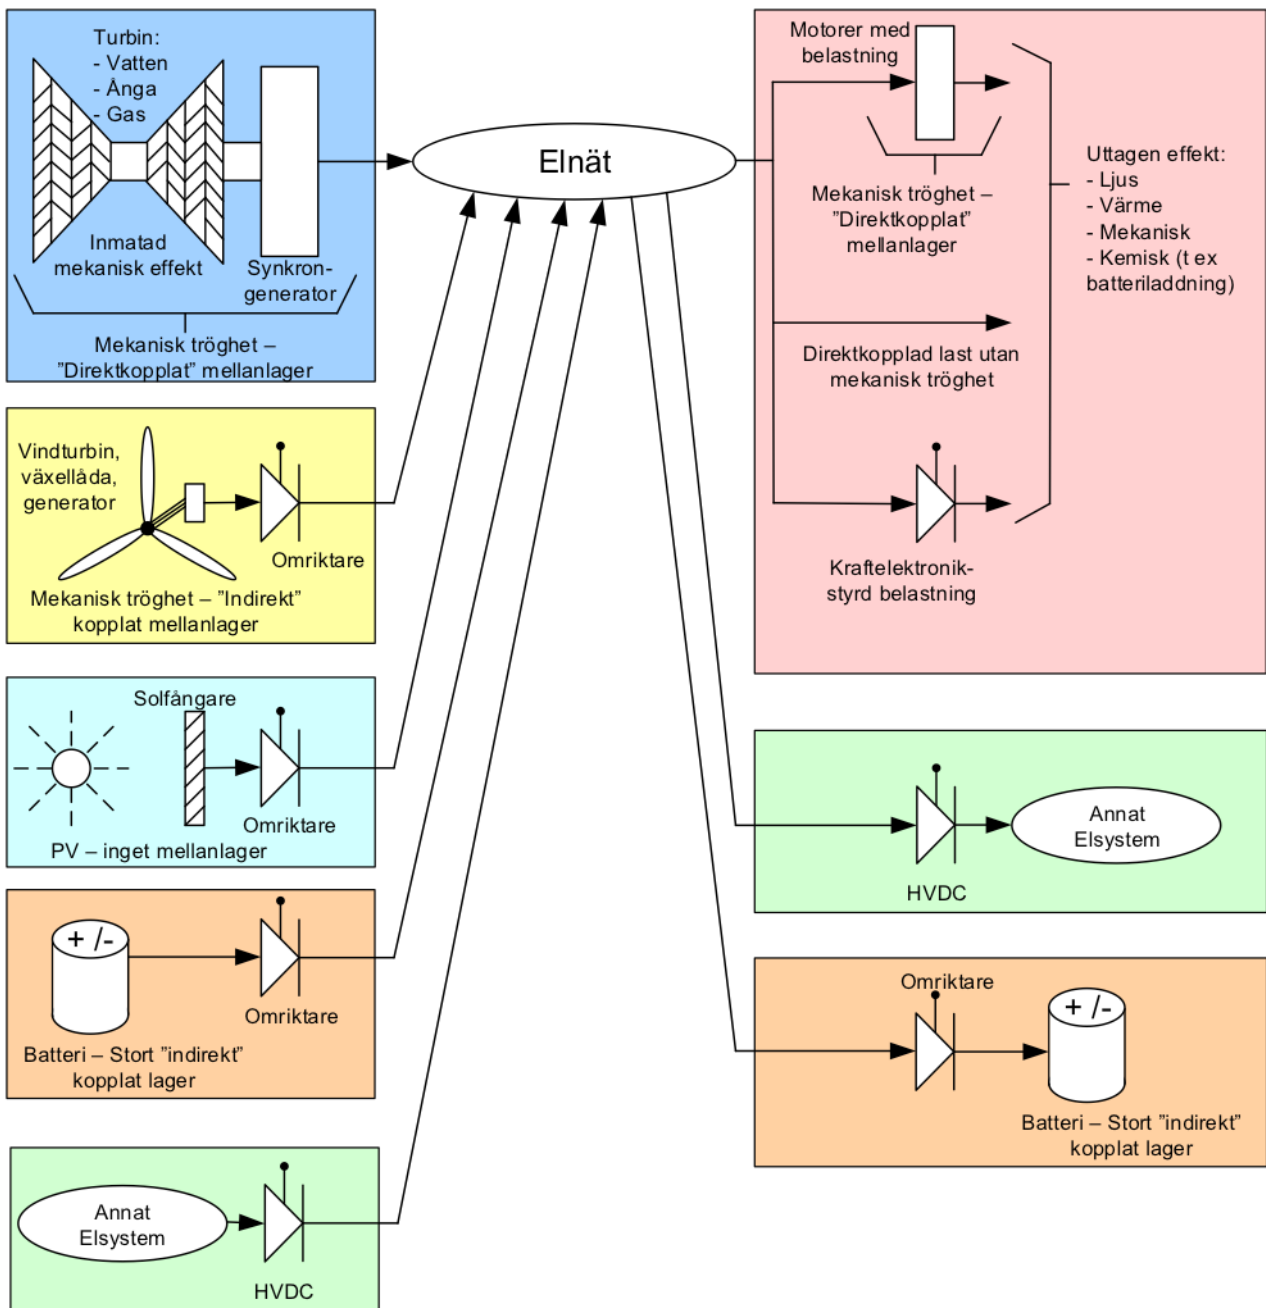 Turbin:
- Vatten
- Ånga
- Gas
Inmatad
mekanisk effekt
Synkron-
generator
Mekanisk tröghet –
”Direktkopplat” mellanlager
Vindturbin,
växellåda,
generator
Omriktare
Mekanisk tröghet – ”Indirekt”
kopplat mellanlager
Solfångare
Omriktare
PV – inget mellanlager
+ /-
Omriktare
Batteri – Stort ”indirekt”
kopplat lager
Annat
Elsystem
HVDC
Elnät
Motorer med
belastning
Mekanisk tröghet –
”Direktkopplat”
mellanlager
Direktkopplad last utan
mekanisk tröghet
Kraftelektronik-
styrd belastning
Uttagen effekt:
- Ljus
- Värme
- Mekanisk
- Kemisk (t ex
batteriladdning)
HVDC
Annat
Elsystem
Omriktare
+ /-
Batteri – Stort ”indirekt”
kopplat lager